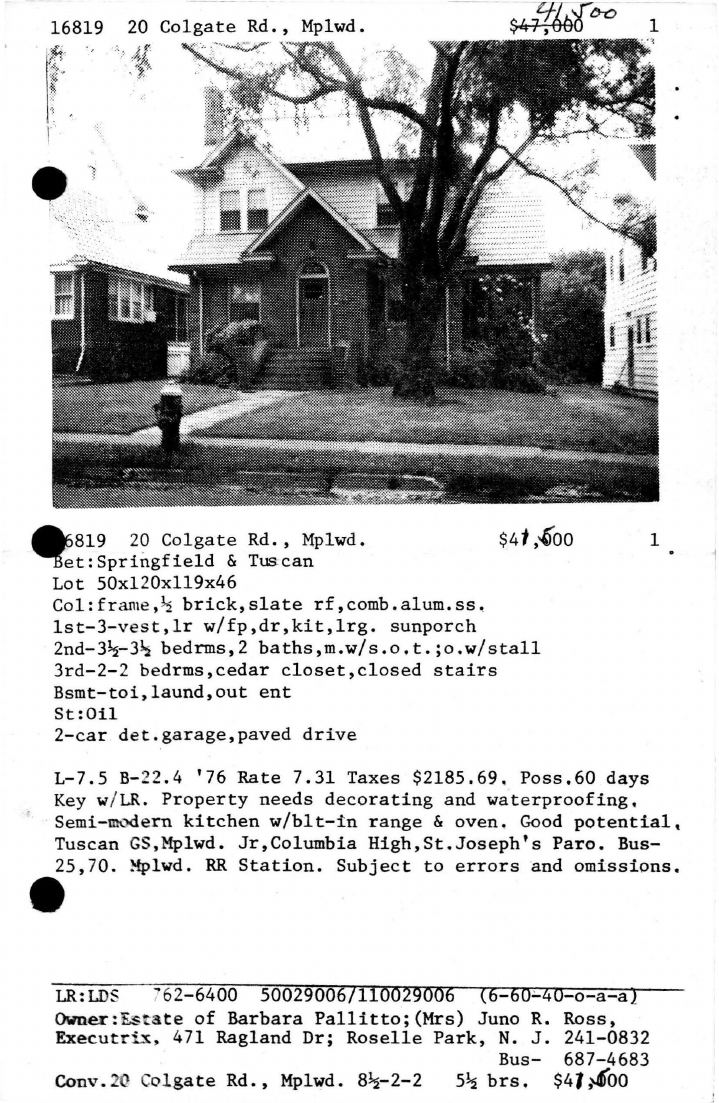 41,500
16819 20 Colgate Rd., Mplwd. $47,000 1
6819 20 Colgate Rd., Mplwd. $41,500 1
Bet:Springfield & Tuscan
Lot 50x120x119x46
Col:frame,½ brick,slate rf,comb.alum.ss.
1st-3-vest,lr w/fp,dr,kit,lrg. sunporch
2nd-3½-3½ bedrms,2 baths,m.w/s.o.t.;o.w/stall
3rd-2-2 bedrms,cedar closet,closed stairs
Bsmt-toi,laund,out ent
St:Oil
2-car det.garage,paved drive
L-7.5 B-22.4 '76 Rate 7.31 Taxes $2185.69. Poss.60 days
Key w/LR. Property needs decorating and waterproofing.
Semi-modern kitchen w/blt-in range & oven. Good potential.
Tuscan GS,Mplwd. Jr,Columbia High,St.Joseph's Paro. Bus-
25,70. Mplwd. RR Station. Subject to errors and omissions.
LR:LDS 762-6400 50029006/110029006 (6-60-40-o-a-a)
Owner:Estate of Barbara Pallitto;(Mrs) Juno R. Ross,
Executrix, 471 Ragland Dr; Roselle Park, N. J. 241-0832
Bus- 687-4683
Conv.20 Colgate Rd., Mplwd. 8½-2-2 5½ brs. $41,500